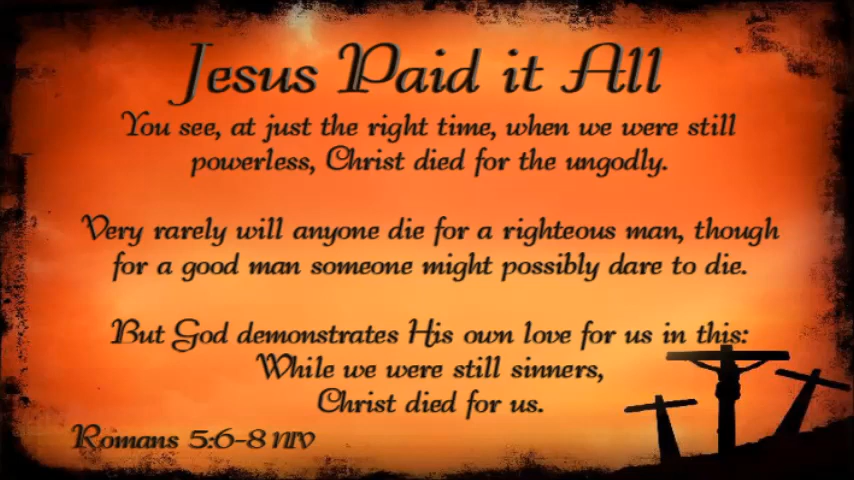 Jesus Paid it All
You see, at just the right time, when we were still
powerless, Christ died for the ungodly.
Very rarely will anyone die for a righteous man, though
for a good man someone might possibly dare to die.
But God demonstrates His own love for us in this:
While we were still sinners,
Christ died for us.
Romans 5:6-8 NIV